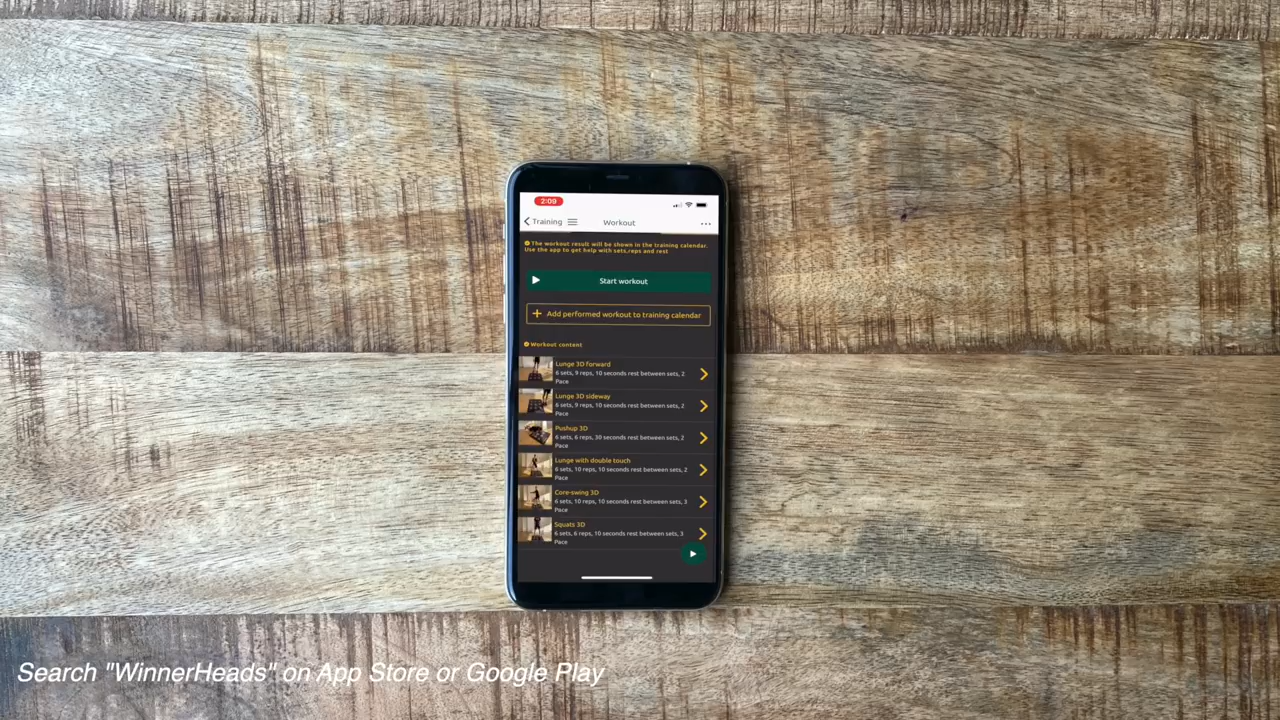 2:09
Training
Workout
The workout result will be shown in the training calendar.
Use the app to get help with sets,reps and rest
Start workout
Add performed workout to training calendar
Workout content
Lunge 3D forward
6 sets, 9 reps, 10 seconds rest between sets, 2
Pace
Lunge 3D sideway
6 sets, 9 reps, 10 seconds rest between sets, 2
Pace
Pushup 3D
6 sets, 6 reps, 30 seconds rest between sets, 2
Pace
Lunge with double touch
6 sets, 10 reps, 10 seconds rest between sets, 2
Pace
Core-swing 3D
6 sets, 10 reps, 10 seconds rest between sets, 3
Pace
Squats 3D
6 sets, 6 reps, 10 seconds rest between sets, 3
Pace
Search "WinnerHeads" on App Store or Google Play